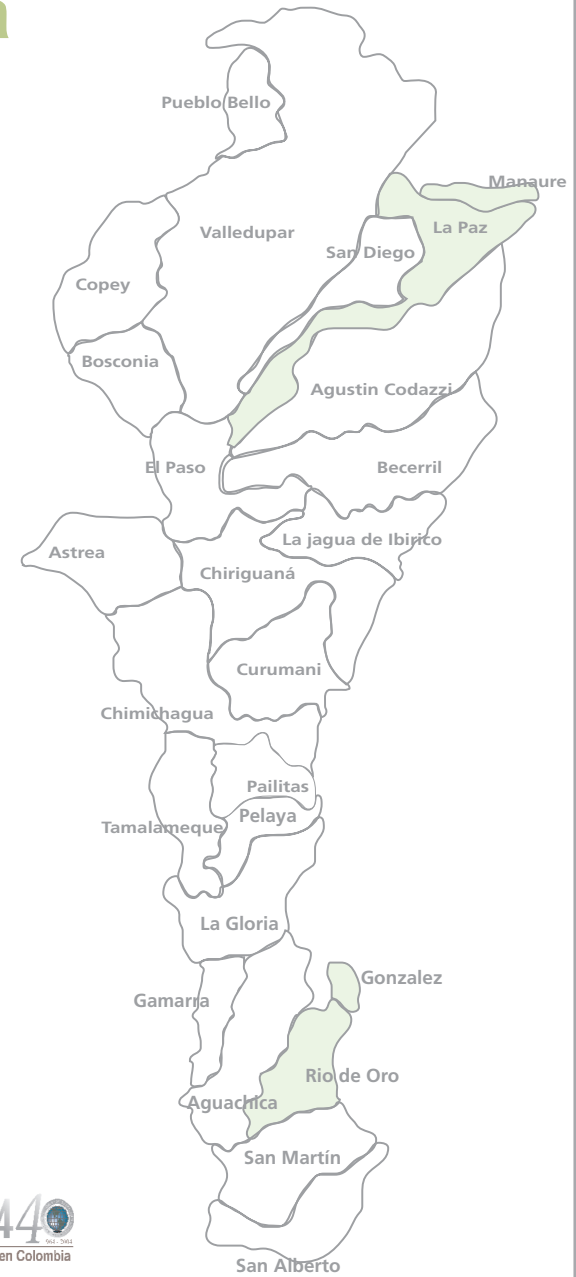 Pueblo Bello
Manaure
La Paz
Valledupar
San Diego
Copey
Bosconia
Agustin Codazzi
El Paso
Becerril
La jagua de Ibirico
Astrea
Chiriguaná
Curumani
Chimichagua
Pailitas
Pelaya
Tamalameque
La Gloria
Gonzalez
Gamarra
Rio de Oro
Aguachica
San Martín
en Colombia
San Alberto